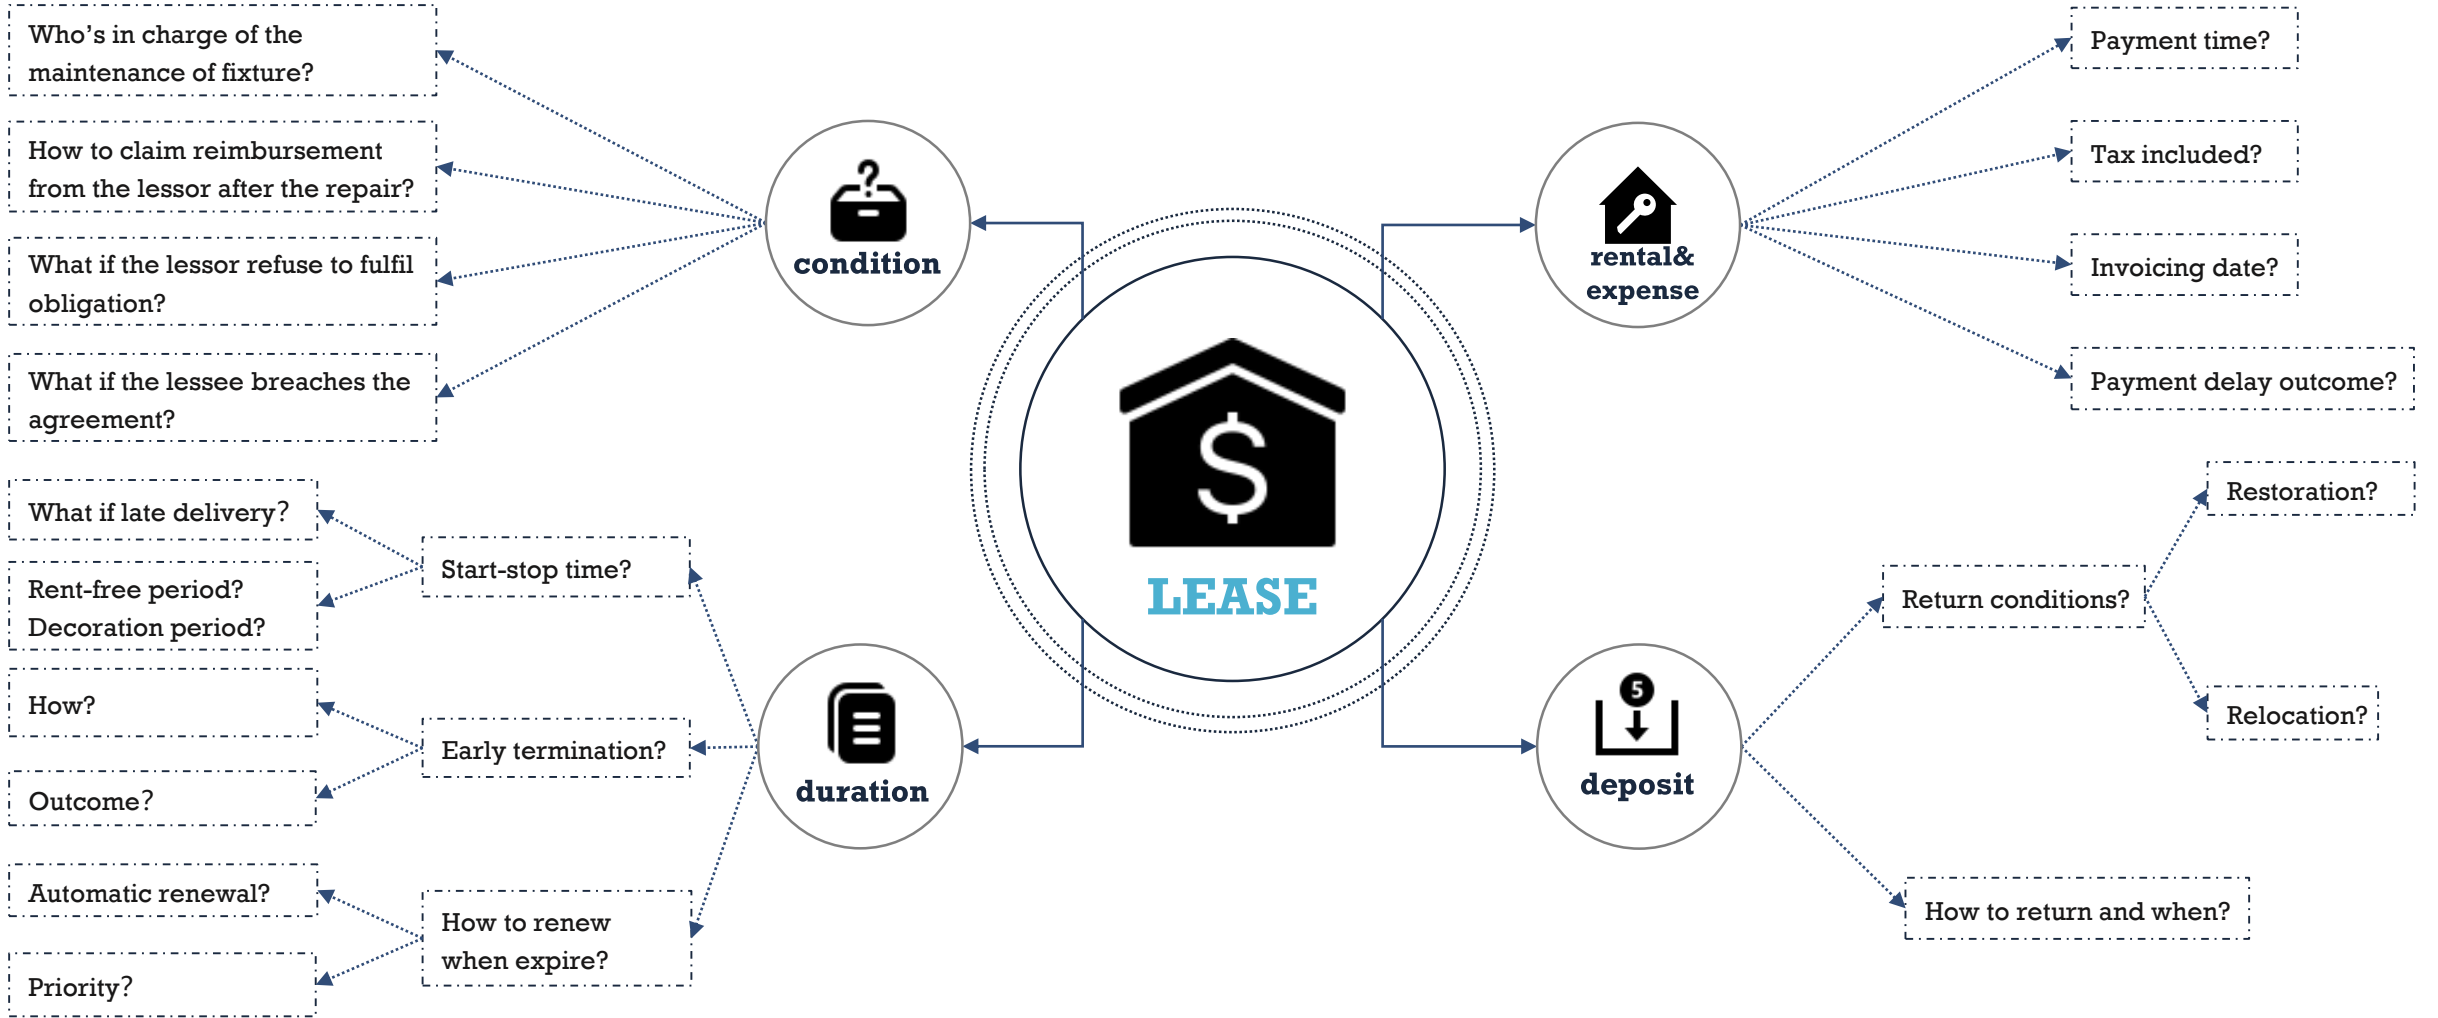 Who’s in charge of the
maintenance of fixture?
How to claim reimbursement
from the lessor after the repair?
What if the lessor refuse to fulfil
obligation?
What if the lessee breaches the
agreement?
condition
What if late delivery?
Rent-free period?
Decoration period?
Start-stop time?
How?
Outcome?
Early termination?
Automatic renewal?
Priority?
How to renew
when expire?
duration
$
LEASE
rental&
expense
Payment time?
Tax included?
Invoicing date?
Payment delay outcome?
5
deposit
Return conditions?
Restoration?
Relocation?
How to return and when?